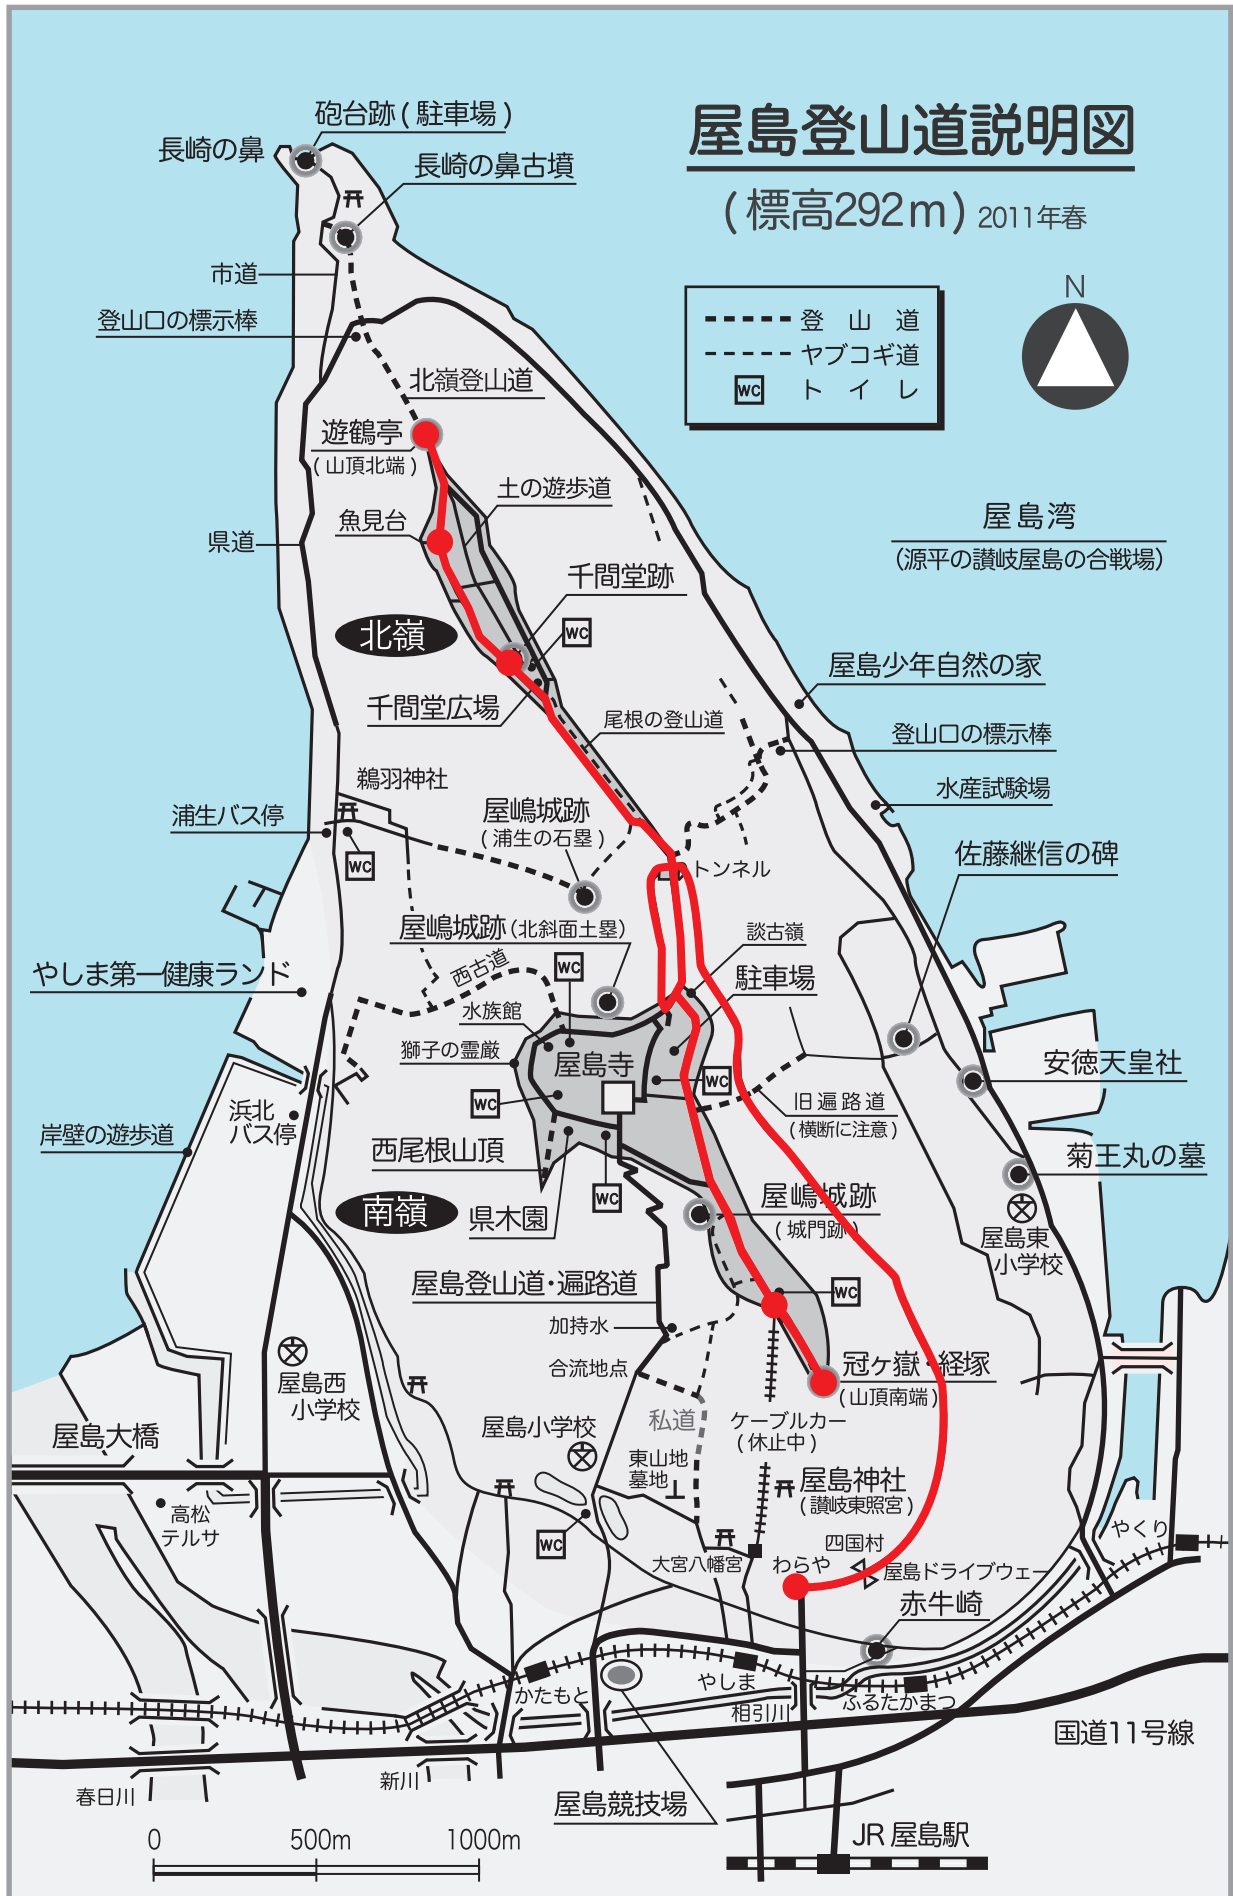 屋島登山道説明図
(標高292m) 2011年春
砲台跡(駐車場)
長崎の鼻
長崎の鼻古墳
市道
登山口の標示棒
北嶺登山道
N
登 山 道
ヤブコギ道
WC ト イ レ
遊鶴亭
(山頂北端)
土の遊歩道
魚見台
県道
屋島湾
(源平の讃岐屋島の合戦場)
千間堂跡
WC
北嶺
千間堂広場
尾根の登山道
屋島少年自然の家
登山口の標示棒
水産試験場
鵜羽神社
浦生バス停
WC
屋嶋城跡
(浦生の石塁)
トンネル
佐藤継信の碑
屋嶋城跡(北斜面土塁)
談古嶺
駐車場
やしま第一健康ランド
西古道
WC
水族館
獅子の霊巌
屋島寺
WC
WC
旧遍路道
(横断に注意)
安徳天皇社
浜北
バス停
岸壁の遊歩道
西尾根山頂
WC
菊王丸の墓
南嶺
県木園
屋嶋城跡
(城門跡)
屋島東
小学校
屋島登山道・遍路道
WC
加持水
合流地点
冠ヶ嶽・経塚
(山頂南端)
屋島西
小学校
私道
ケーブルカー
(休止中)
屋島大橋
屋島小学校
東山地
墓地
屋島神社
(讃岐東照宮)
高松
テルサ
WC
大宮八幡宮
わらや
四国村
屋島ドライブウェー
やくり
赤牛崎
かたもと
やしま
相引川
ふるたかまつ
国道11号線
春日川
新川
屋島競技場
JR 屋島駅
0 500m 1000m